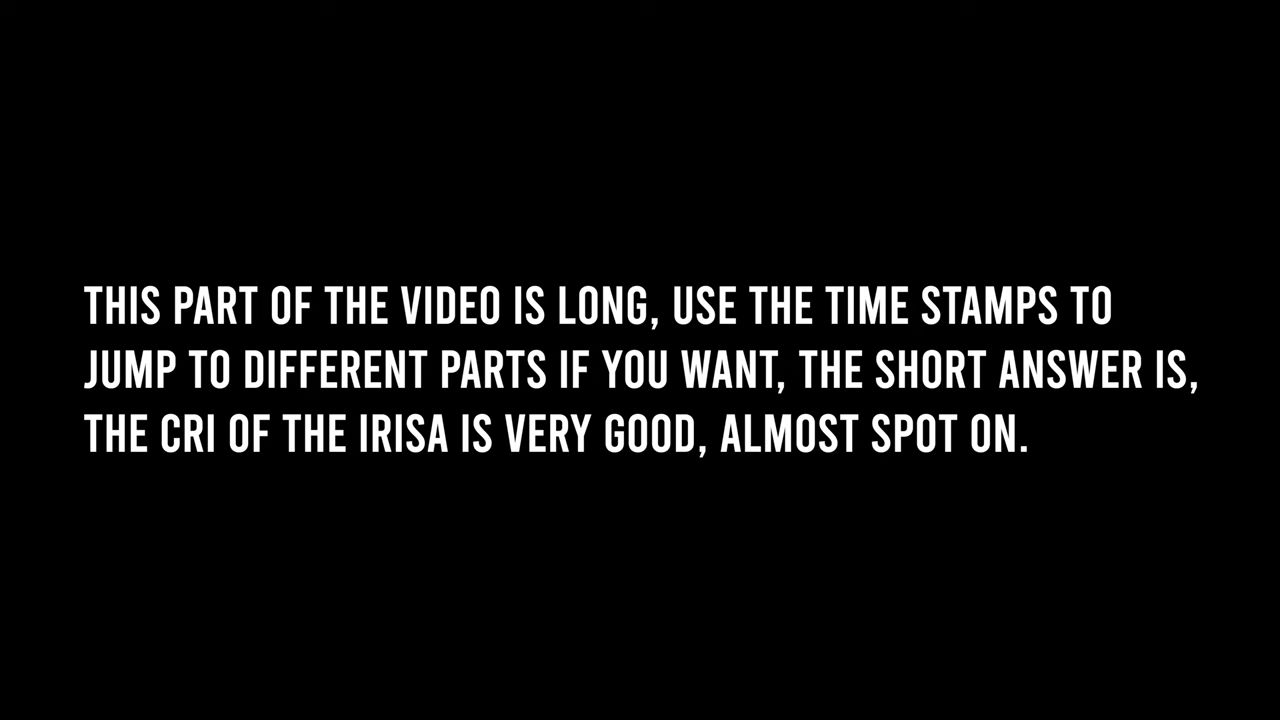 THIS PART OF THE VIDEO IS LONG, USE THE TIME STAMPS TO
JUMP TO DIFFERENT PARTS IF YOU WANT, THE SHORT ANSWER IS,
THE CRI OF THE IRISA IS VERY GOOD, ALMOST SPOT ON.